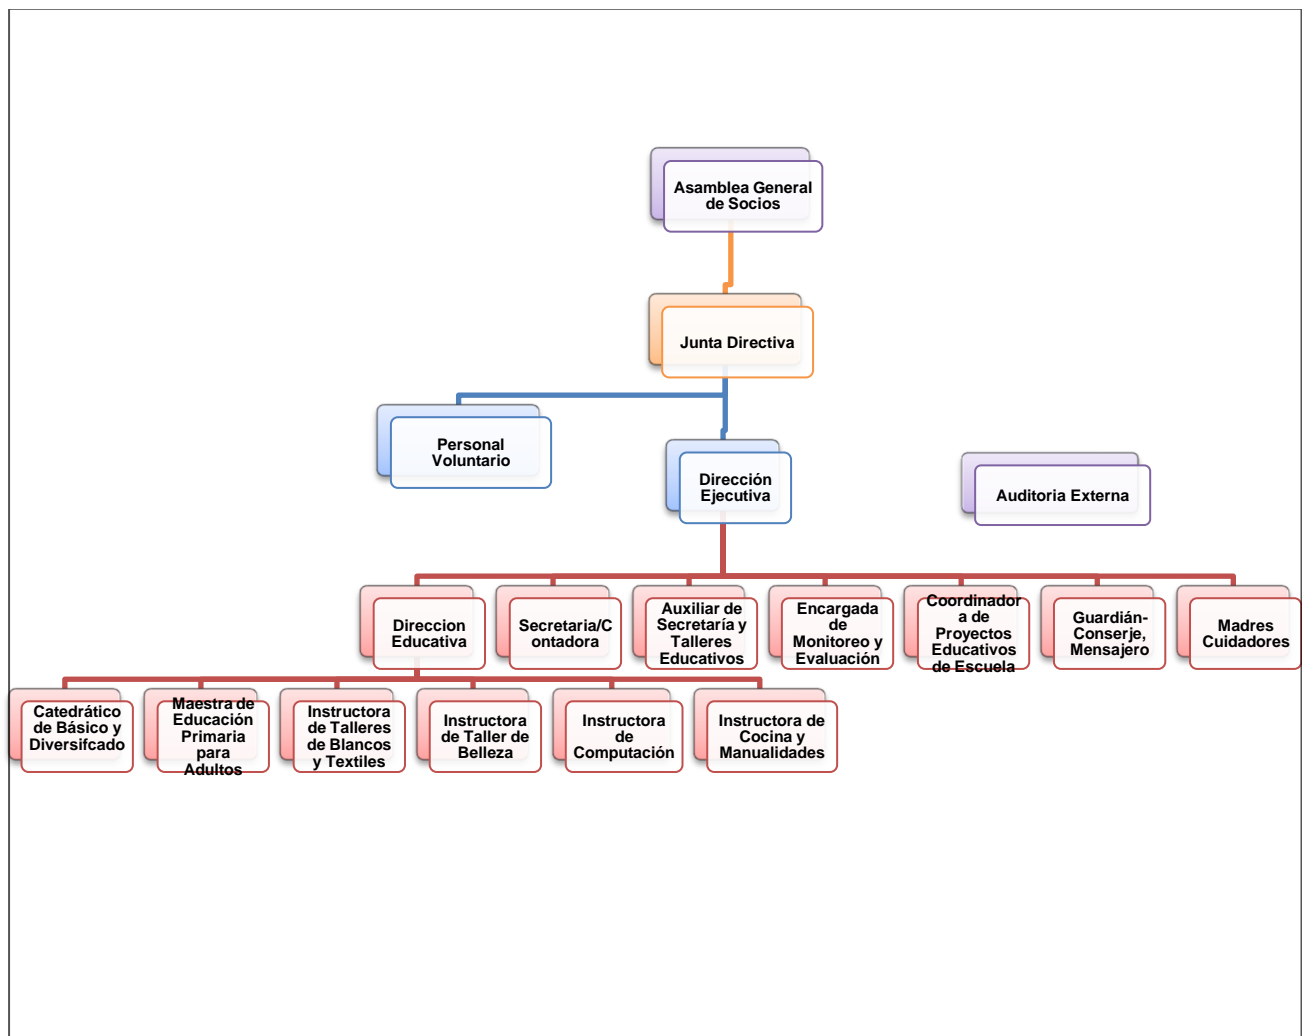 Asamblea General
de Socios
Junta Directiva
Personal
Voluntario
Dirección
Ejecutiva
Auditoria Externa
Direccion
Educativa
Secretaria/C
ontadora
Auxiliar de
Secretaría y
Talleres
Educativos
Encargada
de
Monitoreo y
Evaluación
Coordinador
a de
Proyectos
Educativos
de Escuela
Guardián-
Conserje,
Mensajero
Madres
Cuidadores
Catedrático
de Básico y
Diversifcado
Maestra de
Educación
Primaria
para
Adultos
Instructora
de Talleres
de Blancos
y Textiles
Instructora
de Taller de
Belleza
Instructora
de
Computación
Instructora de
Cocina y
Manualidades